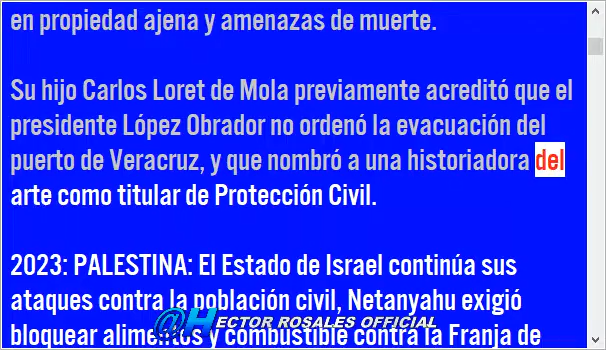 en propiedad ajena y amenazas de muerte.
Su hijo Carlos Loret de Mola previamente acreditó que el
presidente López Obrador no ordenó la evacuación del
puerto de Veracruz, y que nombró a una historiadora del
arte como titular de Protección Civil.
2023: PALESTINA: El Estado de Israel continúa sus
ataques contra la población civil, Netanyahu exigió
bloquear alimentos y combustible contra la Franja de
@HECTOR ROSALES OFFICIAL